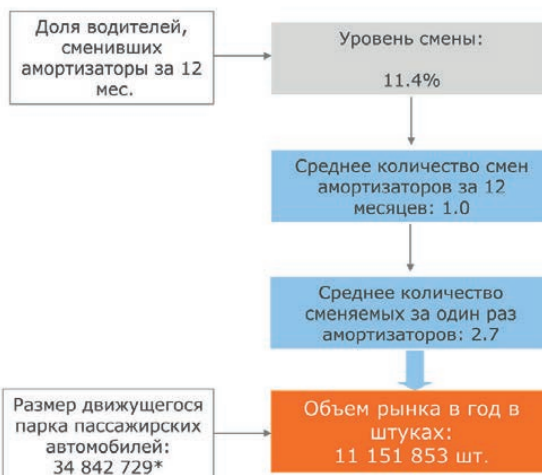 Доля водителей,
сменивших
амортизаторы за 12
мес.
Уровень смены:
11.4%
Среднее количество смен
амортизаторов за 12
месяцев: 1.0
Среднее количество
сменяемых за один раз
амортизаторов: 2.7
Размер движущегося
парка пассажирских
автомобилей:
34 842 729*
Объем рынка в год в
штуках:
11 151 853 шт.